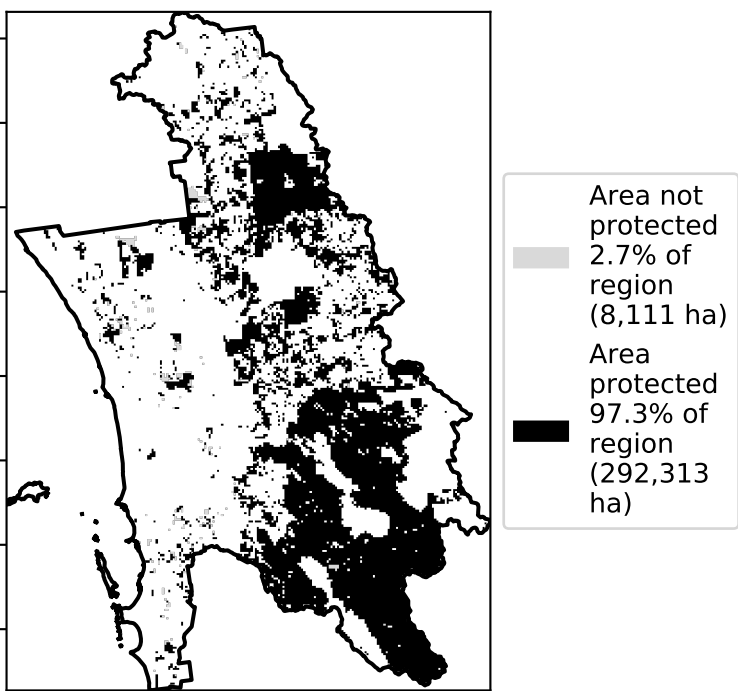 Area not
protected
2.7% of
region
(8,111 ha)
Area
protected
97.3% of
region
(292,313
ha)